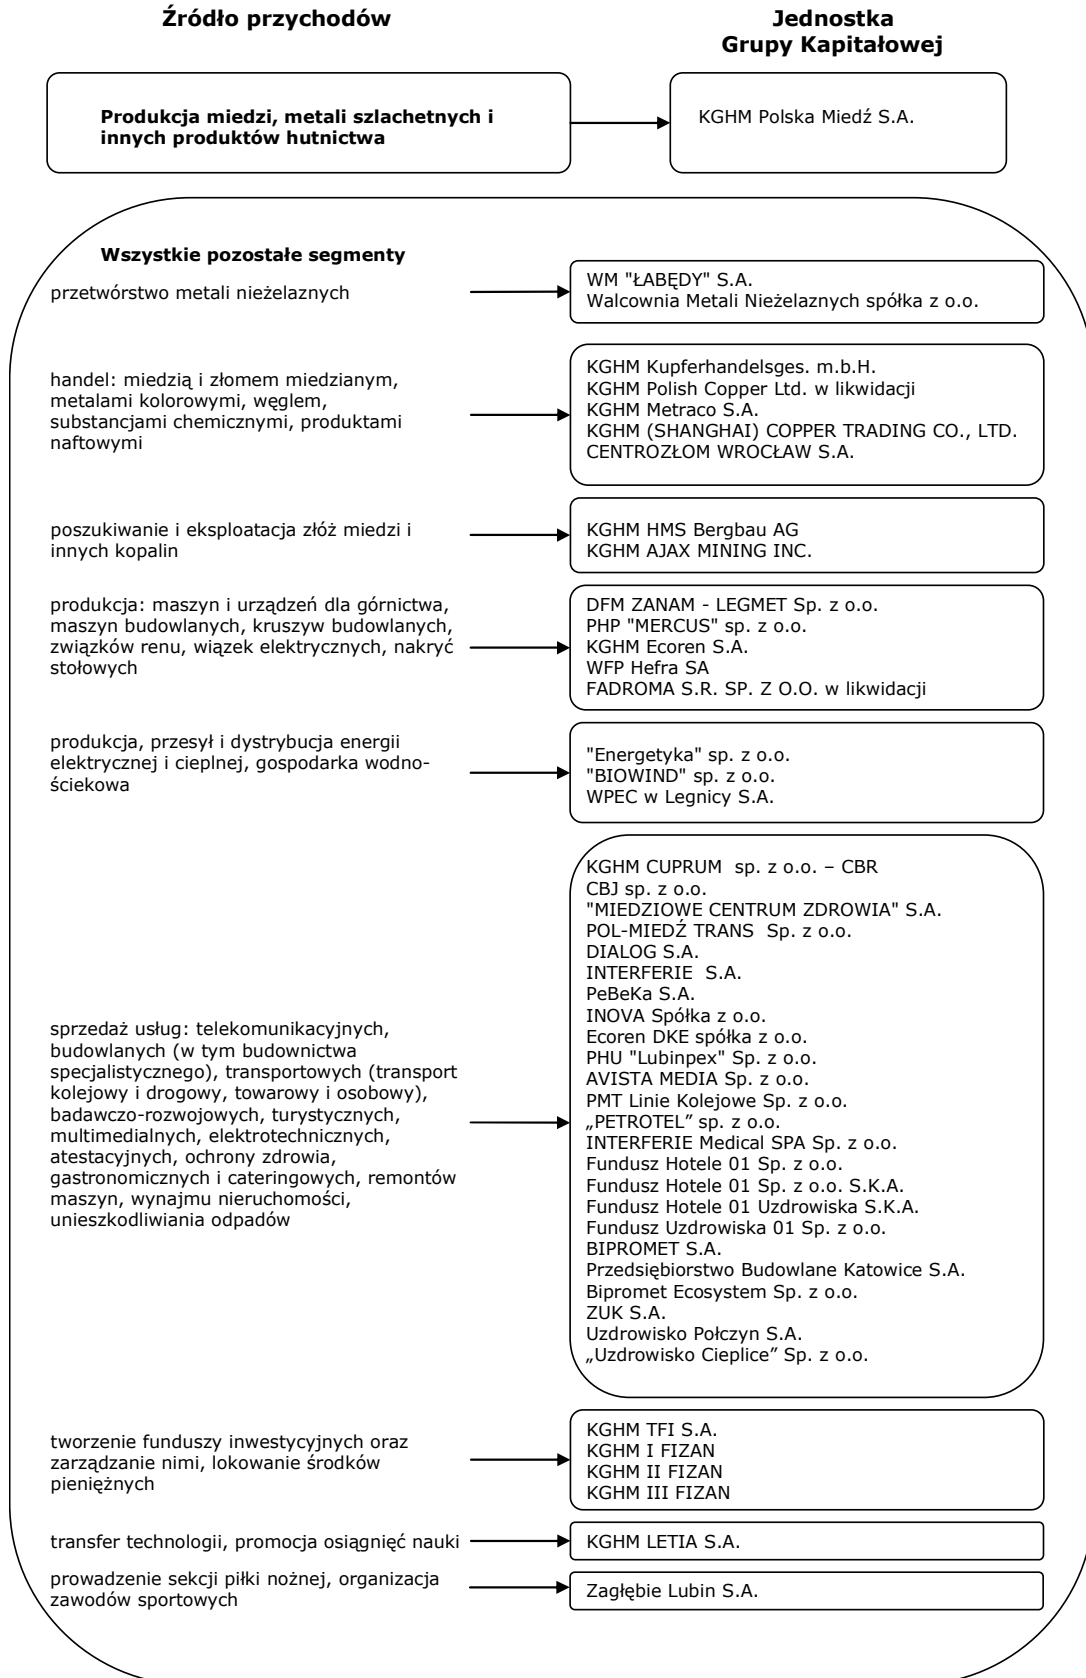 Źródło przychodów
Jednostka
Grupy Kapitałowej
Produkcja miedzi, metali szlachetnych i
innych produktów hutnictwa
KGHM Polska Miedź S.A.
Wszystkie pozostałe segmenty
przetwórstwo metali nieżelaznych
WM "ŁABĘDY" S.A.
Walcownia Metali Nieżelaznych spółka z o.o.
handel: miedzią i złomem miedzianym,
metalami kolorowymi, węglem,
substancjami chemicznymi, produktami
naftowymi
KGHM Kupferhandelsges. m.b.H.
KGHM Polish Copper Ltd. w likwidacji
KGHM Metraco S.A.
KGHM (SHANGHAI) COPPER TRADING CO., LTD.
CENTROZŁOM WROCŁAW S.A.
poszukiwanie i eksploatacja złóż miedzi i
innych kopalin
KGHM HMS Bergbau AG
KGHM AJAX MINING INC.
produkcja: maszyn i urządzeń dla górnictwa,
maszyn budowlanych, kruszyw budowlanych,
związków renu, wiązek elektrycznych, nakryć
stołowych
DFM ZANAM - LEGMET Sp. z o.o.
PHP "MERCUS" sp. z o.o.
KGHM Ecoren S.A.
WFP Hefra SA
FADROMA S.R. SP. Z O.O. w likwidacji
produkcja, przesył i dystrybucja energii
elektrycznej i cieplnej, gospodarka wodno-
ściekowa
"Energetyka" sp. z o.o.
"BIOWIND" sp. z o.o.
WPEC w Legnicy S.A.
sprzedaż usług: telekomunikacyjnych,
budowlanych (w tym budownictwa
specjalistycznego), transportowych (transport
kolejowy i drogowy, towarowy i osobowy),
badawczo-rozwojowych, turystycznych,
multimedialnych, elektrotechnicznych,
atestacyjnych, ochrony zdrowia,
gastronomicznych i cateringowych, remontów
maszyn, wynajmu nieruchomości,
unieszkodliwiania odpadów
KGHM CUPRUM sp. z o.o. – CBR
CBJ sp. z o.o.
"MIEDZIOWE CENTRUM ZDROWIA" S.A.
POL-MIEDŹ TRANS Sp. z o.o.
DIALOG S.A.
INTERFERIE S.A.
PeBeKa S.A.
INOVA Spółka z o.o.
Ecoren DKE spółka z o.o.
PHU "Lubinpex" Sp. z o.o.
AVISTA MEDIA Sp. z o.o.
PMT Linie Kolejowe Sp. z o.o.
„PETROTEL” sp. z o.o.
INTERFERIE Medical SPA Sp. z o.o.
Fundusz Hotele 01 Sp. z o.o.
Fundusz Hotele 01 Sp. z o.o. S.K.A.
Fundusz Hotele 01 Uzdrowiska S.K.A.
Fundusz Uzdrowiska 01 Sp. z o.o.
BIPROMET S.A.
Przedsiębiorstwo Budowlane Katowice S.A.
Bipromet Ecosystem Sp. z o.o.
ZUK S.A.
Uzdrowisko Połczyn S.A.
„Uzdrowisko Cieplice” Sp. z o.o.
tworzenie funduszy inwestycyjnych oraz
zarządzanie nimi, lokowanie środków
pieniężnych
KGHM TFI S.A.
KGHM I FIZAN
KGHM II FIZAN
KGHM III FIZAN
transfer technologii, promocja osiągnięć nauki
KGHM LETIA S.A.
prowadzenie sekcji piłki nożnej, organizacja
zawodów sportowych
Zagłębie Lubin S.A.